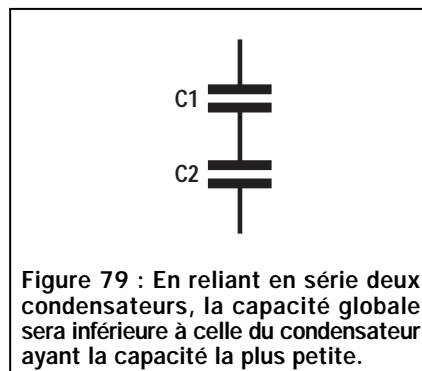 C1
C2
Figure 79 : En reliant en série deux
condensateurs, la capacité globale
sera inférieure à celle du condensateur
ayant la capacité la plus petite.